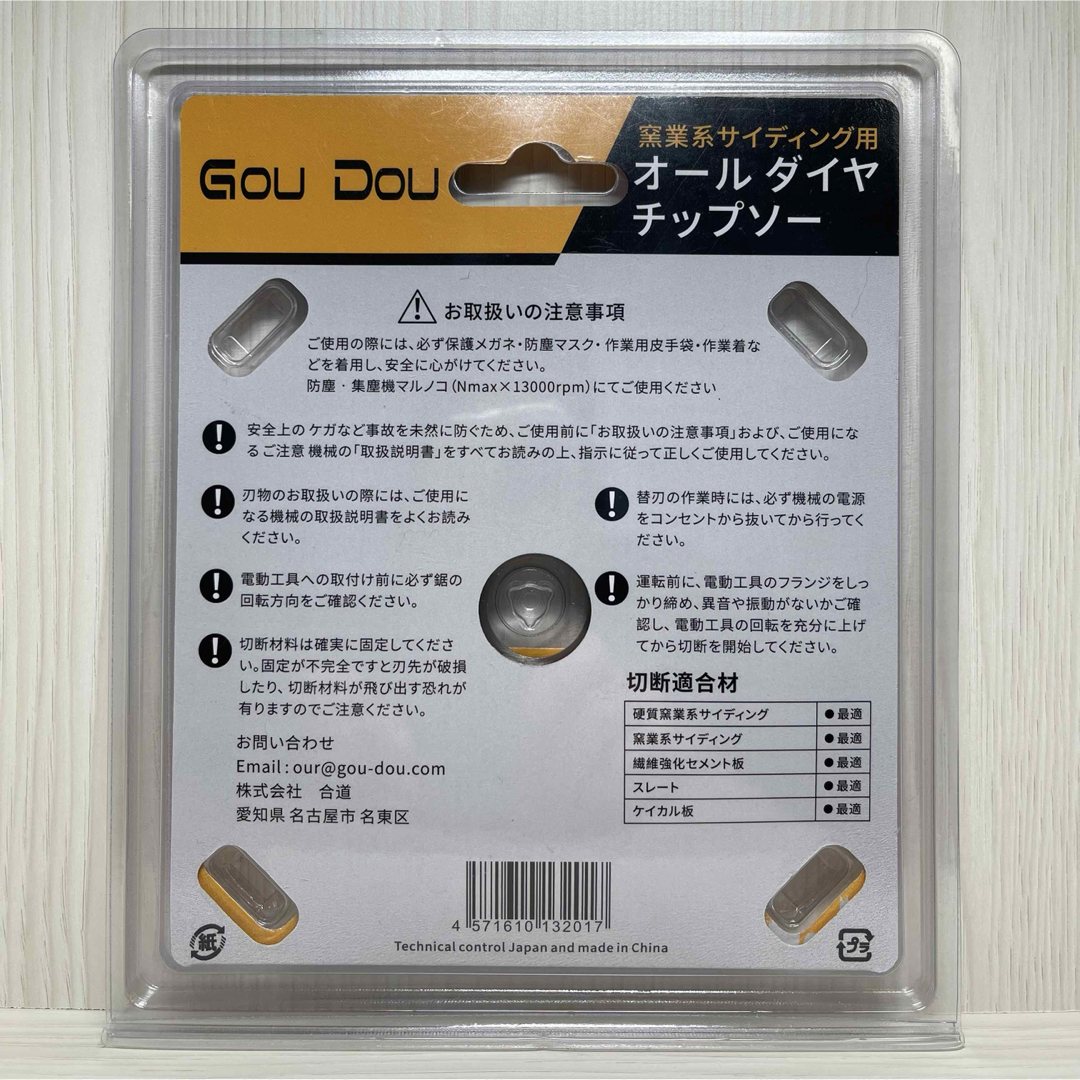 GOU DOU
窯業系サイディング用
オール ダイヤ
チップソー
お取扱いの注意事項
ご使用の際には、必ず保護メガネ・防塵マスク・作業用皮手袋・作業着な
どを着用し、安全に心がけてください。
防塵・集塵機マルノコ(Nmax×13000rpm)にてご使用ください
安全上の ケガなど事故を未然に防ぐため、ご使用前に「お取扱いの注意事項」および、ご使用にな
る ご注意 機械の「取扱説明書」をすべてお読みの上、指示に従って正しくご使用してください。
刃物のお取扱いの際には、ご使用に
なる機械の取扱説明書をよくお読み
ください。
電動工具への取付け前に必ず鋸の
回転方向をご確認ください。
切断材料は確実に固定してくださ
い。固定が不完全ですと刃先が破損
したり、切断材料が飛び出す恐れが
有りますのでご注意ください。
替刃の作業時には、必ず機械の電源
をコンセントから抜いてから行ってく
ださい。
運転前に、電動工具のフランジをしっ
かり締め、異音や振動がないかご確
認し、電動工具の回転を充分に上げ
てから切断を開始してください。
切断適合材
硬質窯業系サイディング ●最適
窯業系サイディング ●最適
繊維強化セメント板 ●最適
スレート ●最適
ケイカル板 ●最適
お問い合わせ
Email : our@gou-dou.com
株式会社 合道
愛知県 名古屋市 名東区
4 571610 132017
Technical control Japan and made in China
紙
プラ